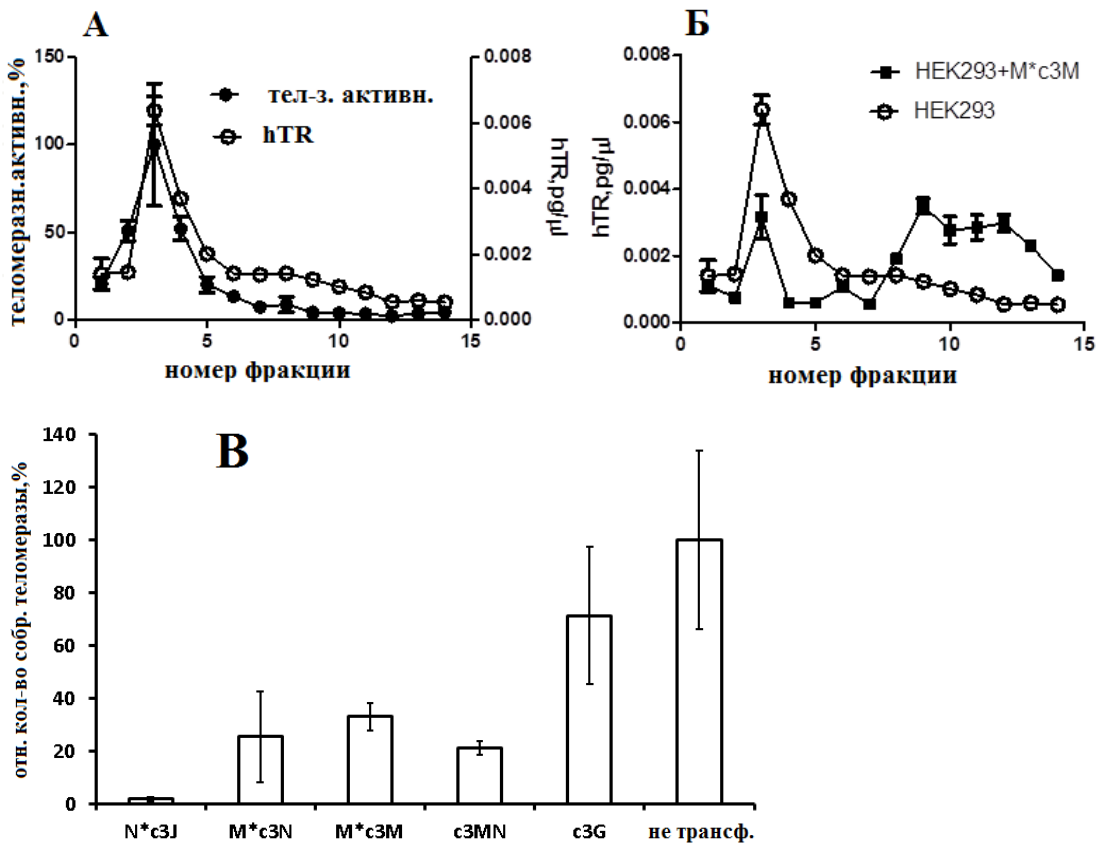 А
теломеразн.активн.,%
150
100
50
0
0.008
0.006
0.004
0.002
0.000
hTR,pg/µl
тел-з. активн.
hTR
0
5
10
15
номер фракции
Б
hTR,pg/µl
0.008
0.006
0.004
0.002
0.000
HEK293+M*c3M
HEK293
0
5
10
15
номер фракции
В
отн. кол-во собр. теломеразы,%
140
120
100
80
60
40
20
0
N*c3J
M*c3N
M*c3M
c3MN
c3G
не трансф.